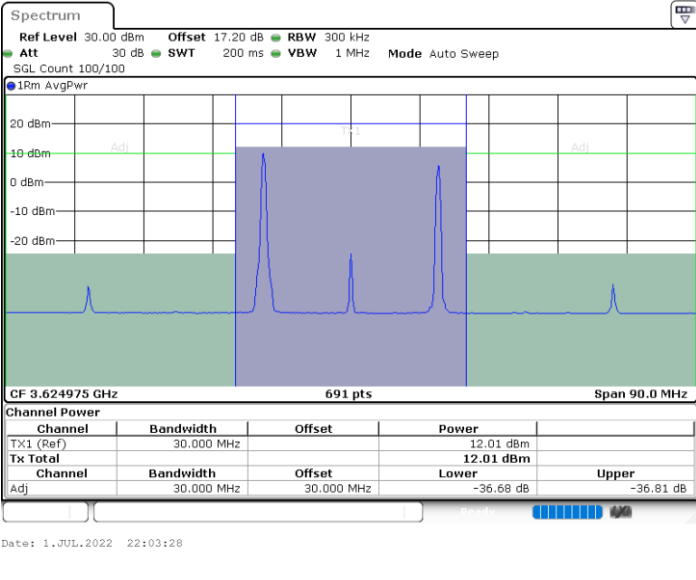 Spectrum
Ref Level 30.00 dBm Offset 17.20 dB RBW 300 kHz
Att 30 dB SWT 200 ms VBW 1 MHz Mode Auto Sweep
SGL Count 100/100
1Rm AvgPwr
20 dBm
TX1
Adj Adj
10 dBm
0 dBm
-10 dBm
-20 dBm
CF 3.624975 GHz 691 pts Span 90.0 MHz
Channel Power
Channel Bandwidth Offset Power
TX1 (Ref) 30.000 MHz 12.01 dBm
Tx Total 12.01 dBm
Channel Bandwidth Offset Lower Upper
Adj 30.000 MHz 30.000 MHz -36.68 dB -36.81 dB
Ready
Date: 1.JUL.2022 22:03:28